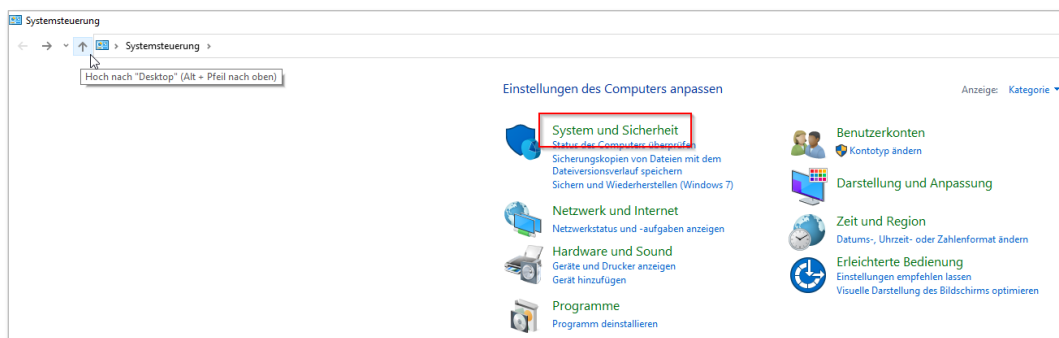 Systemsteuerung
Systemsteuerung
Hoch nach "Desktop" (Alt + Pfeil nach oben)
Einstellungen des Computers anpassen
Anzeige: Kategorie
System und Sicherheit
Status des Computers überprüfen
Sicherungskopien von Dateien mit dem
Dateiversionsverlauf speichern
Sichern und Wiederherstellen (Windows 7)
Netzwerk und Internet
Netzwerkstatus und -aufgaben anzeigen
Hardware und Sound
Geräte und Drucker anzeigen
Gerät hinzufügen
Programme
Programm deinstallieren
Benutzerkonten
Kontotyp ändern
Darstellung und Anpassung
Zeit und Region
Datums-, Uhrzeit- oder Zahlenformat ändern
Erleichterte Bedienung
Einstellungen empfehlen lassen
Visuelle Darstellung des Bildschirms optimieren